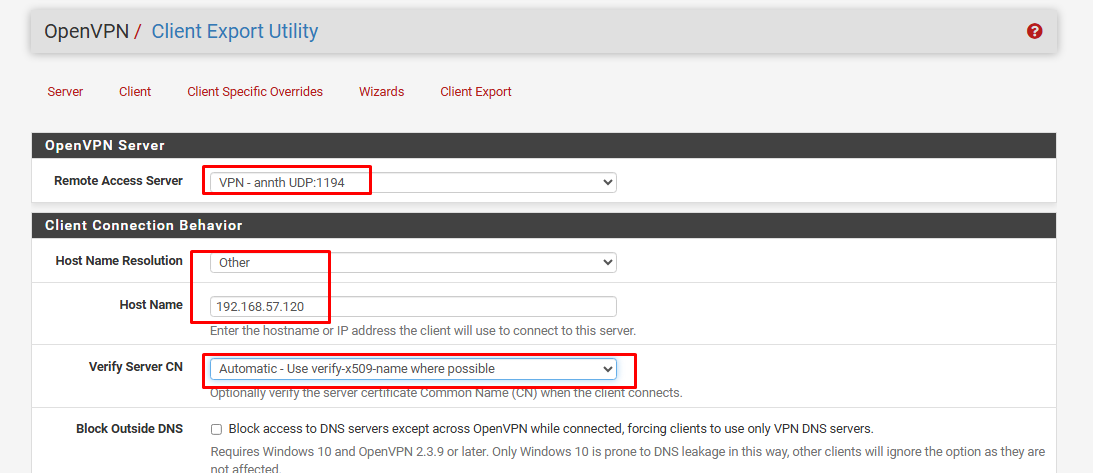 OpenVPN / Client Export Utility
Server Client Client Specific Overrides Wizards Client Export
OpenVPN Server
Remote Access Server VPN - annth UDP:1194
Client Connection Behavior
Host Name Resolution Other
Host Name 192.168.57.120
Enter the hostname or IP address the client will use to connect to this server.
Verify Server CN Automatic - Use verify-x509-name where possible
Optionally verify the server certificate Common Name (CN) when the client connects.
Block Outside DNS Block access to DNS servers except across OpenVPN while connected, forcing clients to use only VPN DNS servers.
Requires Windows 10 and OpenVPN 2.3.9 or later. Only Windows 10 is prone to DNS leakage in this way, other clients will ignore the option as they are
not affected.